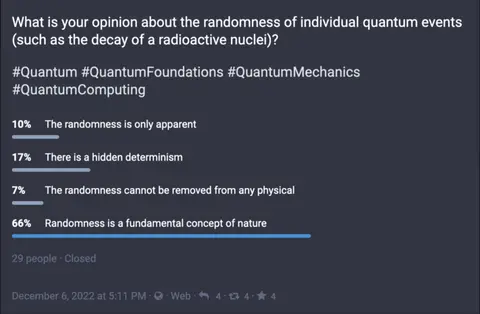 What is your opinion about the randomness of individual quantum events
(such as the decay of a radioactive nuclei)?
#Quantum #QuantumFoundations #QuantumMechanics
#QuantumComputing
10% The randomness is only apparent
17% There is a hidden determinism
7% The randomness cannot be removed from any physical
66% Randomness is a fundamental concept of nature
29 people · Closed
December 6, 2022 at 5:11 PM · Web · 4 · 4 · 4